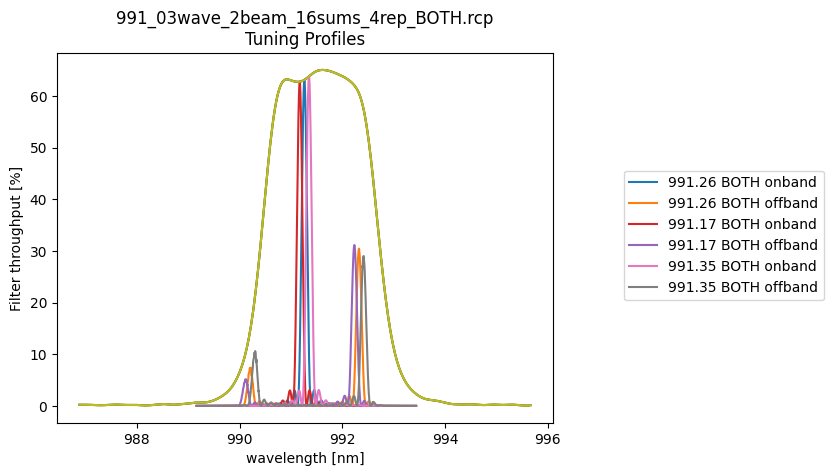 991_03wave_2beam_16sums_4rep_BOTH.rcp
Tuning Profiles
Filter throughput [%]
60
50
40
30
20
10
0
988
990
992
994
996
wavelength [nm]
991.26 BOTH onband
991.26 BOTH offband
991.17 BOTH onband
991.17 BOTH offband
991.35 BOTH onband
991.35 BOTH offband